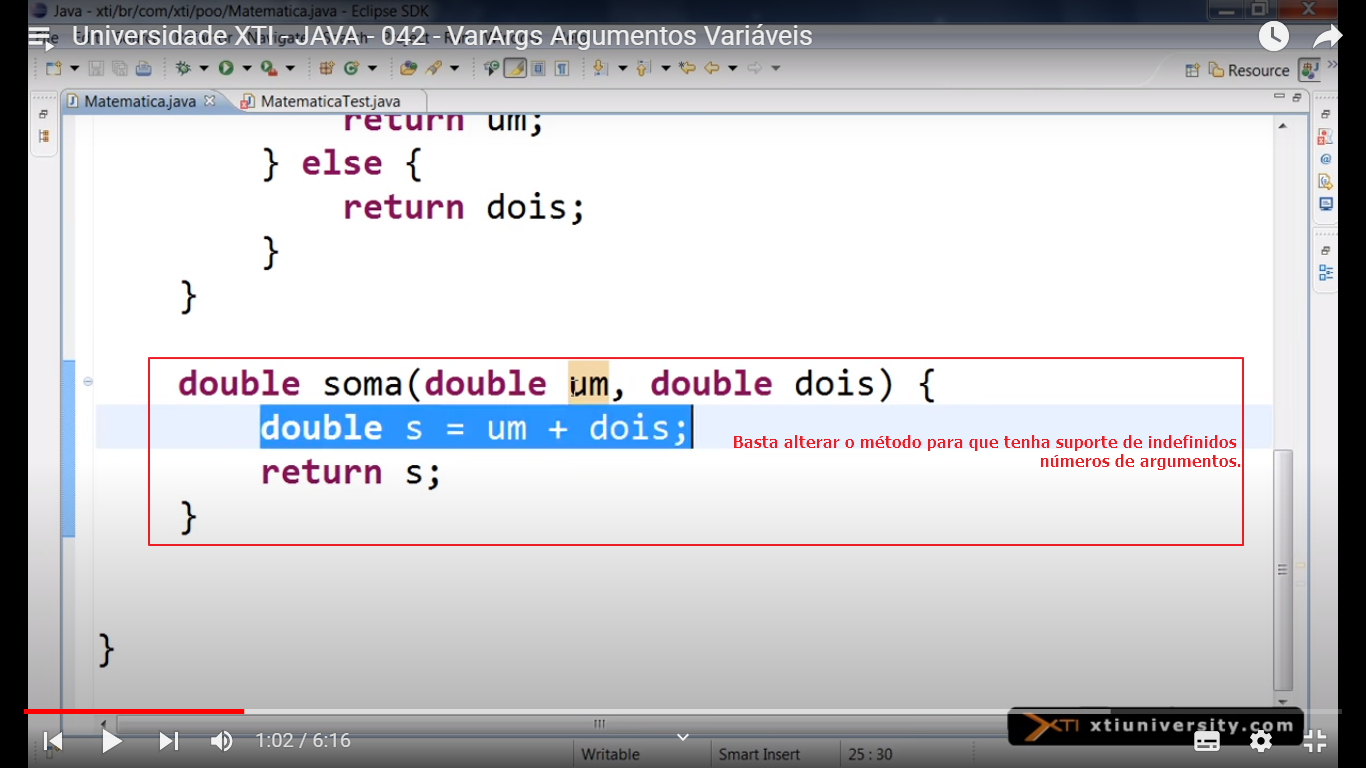 Java - xti/br/com/xti/poo/Matematica.java - Eclipse SDK
Universidade XTI - JAVA - 042 - VarArgs Argumentos Variáveis
Resource
Matematica.java
MatematicaTest.java
return um;
} else {
return dois;
}
}
double soma(double um, double dois) {
double s = um + dois;
return s;
}
Basta alterar o método para que tenha suporte de indefinidos
números de argumentos.
}
XTI xtiuniversity.com
1:02 / 6:16
Writable
Smart Insert
25 : 30